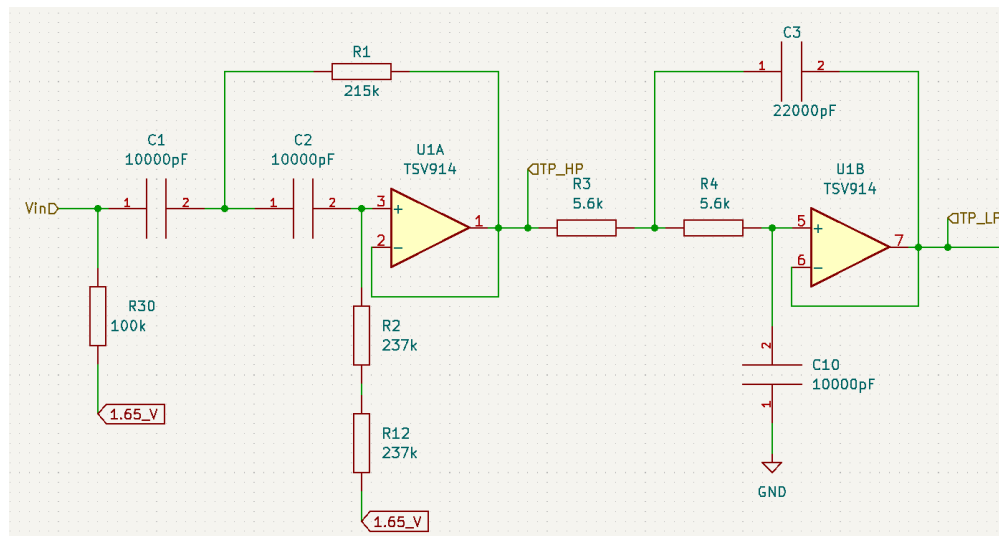 C3
R1
1
2
215k
22000pF
C1
10000pF
C2
10000pF
U1A
TSV914
TP_HP
R3
5.6k
R4
5.6k
U1B
TSV914
Vin
1
2
1
2
3
+
1
2
−
5
+
7
6
−
TP_LP
R30
100k
R2
237k
2
C10
10000pF
1
1.65_V
R12
237k
GND
1.65_V